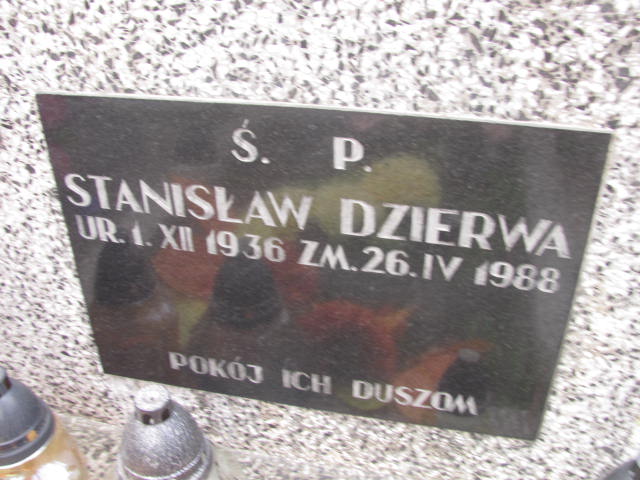 Ś. P.
STANISŁAW DZIERWA
UR. 1. XII 1936 ZM. 26. IV 1988
POKÓJ ICH DUSZOM